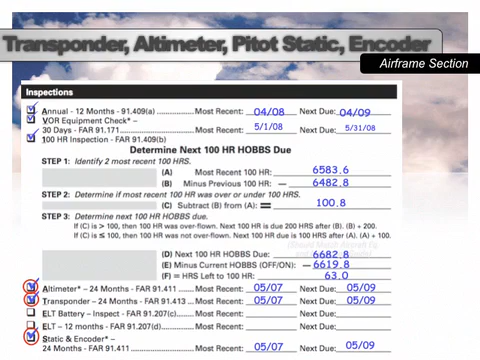 Transponder, Altimeter, Pitot Static, Encoder
Airframe Section
Inspections
Annual - 12 Months - 91.409(a) Most Recent: 04/08 Next Due: 04/09
VOR Equipment Check* –
30 Days - FAR 91.171 Most Recent: 5/1/08 Next Due: 5/31/08
100 HR Inspection - FAR 91.409(b)
Determine Next 100 HR HOBBS Due
STEP 1: Identify 2 most recent 100 HRS.
(A) Most Recent 100 HR: 6583.6
(B) Minus Previous 100 HR: — 6482.8
STEP 2: Determine if most recent 100 HR was over or under 100 HRS.
(C) Subtract (B) from (A): = 100.8
STEP 3: Determine next 100 HR HOBBS due.
If (C) is > 100, then 100 HR was over-flown. Next 100 HR is due 200 HRS after (B). (B) + 200.
If (C) is ≤ 100, then 100 HR was not over-flown. Next 100 HR is due 100 HRS after (A). (A) + 100.
(D) Next 100 HR HOBBS Due: 6682.8
(E) Minus Current HOBBS (OFF/ON): — 6619.8
(F) = HRS Left to 100 HR: 63.0
Altimeter* – 24 Months - FAR 91.411 Most Recent: 05/07 Next Due: 05/09
Transponder – 24 Months - FAR 91.413 Most Recent: 05/07 Next Due: 05/09
ELT Battery – Inspect - FAR 91.207(c) Most Recent: Next Due:
ELT - 12 months - FAR 91.207(d) Most Recent: Next Due:
Static & Encoder* –
24 Months - FAR 91.411 Most Recent: 05/07 Next Due: 05/09